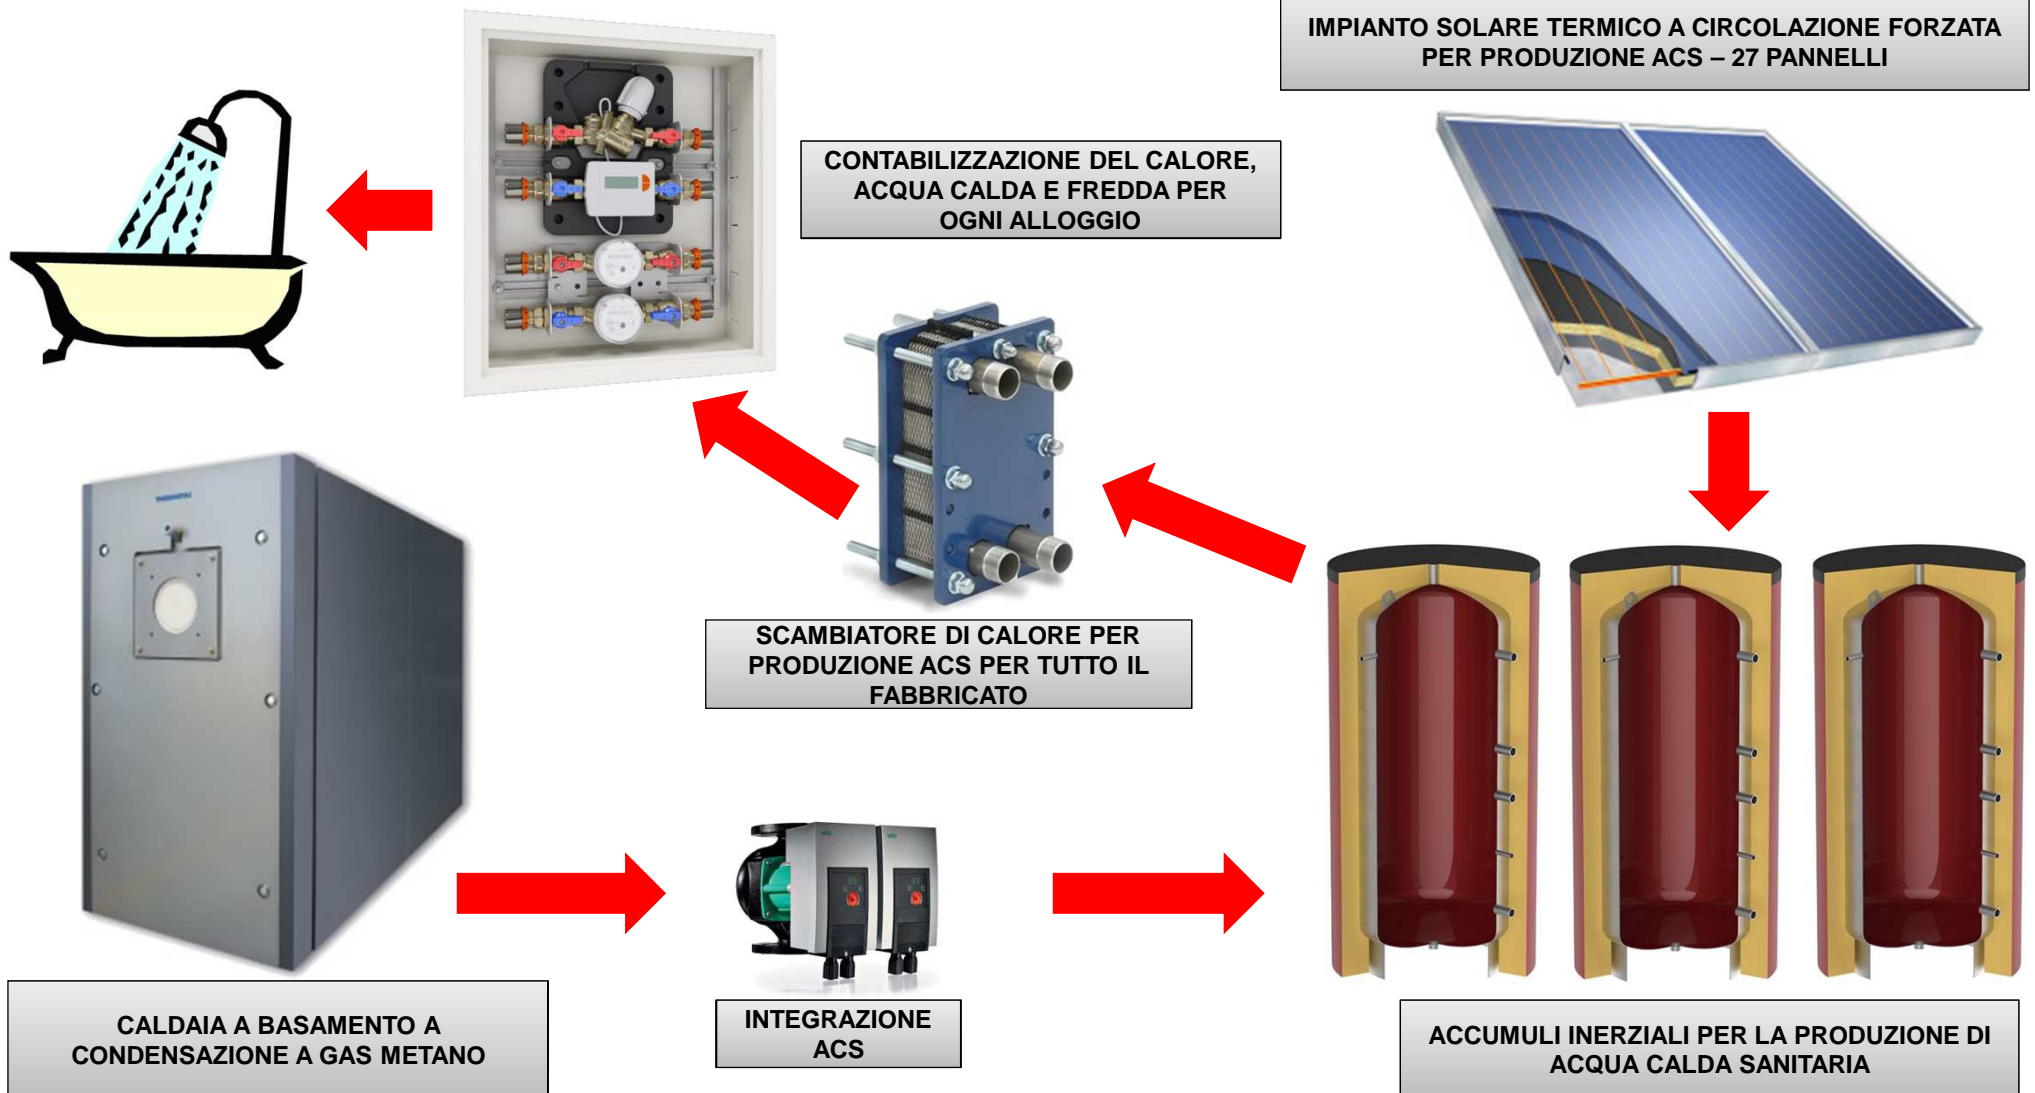 IMPIANTO SOLARE TERMICO A CIRCOLAZIONE FORZATA
PER PRODUZIONE ACS – 27 PANNELLI
CONTABILIZZAZIONE DEL CALORE,
ACQUA CALDA E FREDDA PER
OGNI ALLOGGIO
SCAMBIATORE DI CALORE PER
PRODUZIONE ACS PER TUTTO IL
FABBRICATO
CALDAIA A BASAMENTO A
CONDENSAZIONE A GAS METANO
INTEGRAZIONE
ACS
ACCUMULI INERZIALI PER LA PRODUZIONE DI
ACQUA CALDA SANITARIA